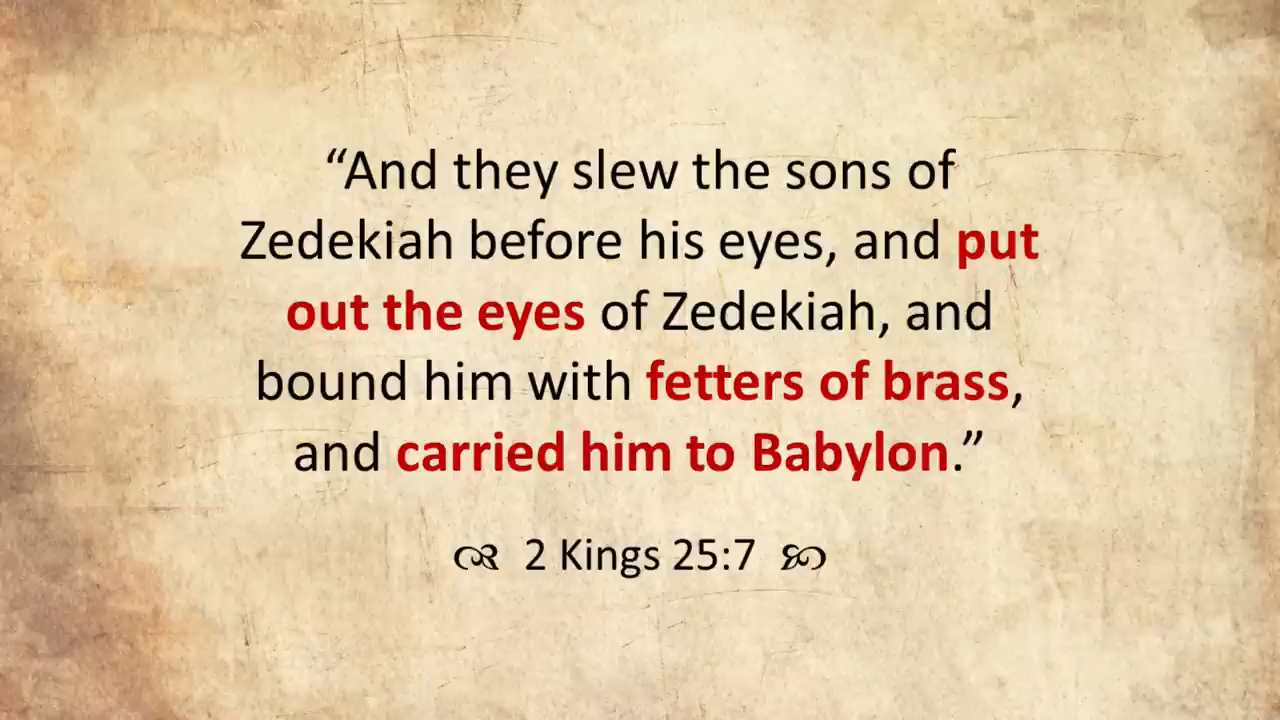 “And they slew the sons of
Zedekiah before his eyes, and put
out the eyes of Zedekiah, and
bound him with fetters of brass,
and carried him to Babylon.”
2 Kings 25:7